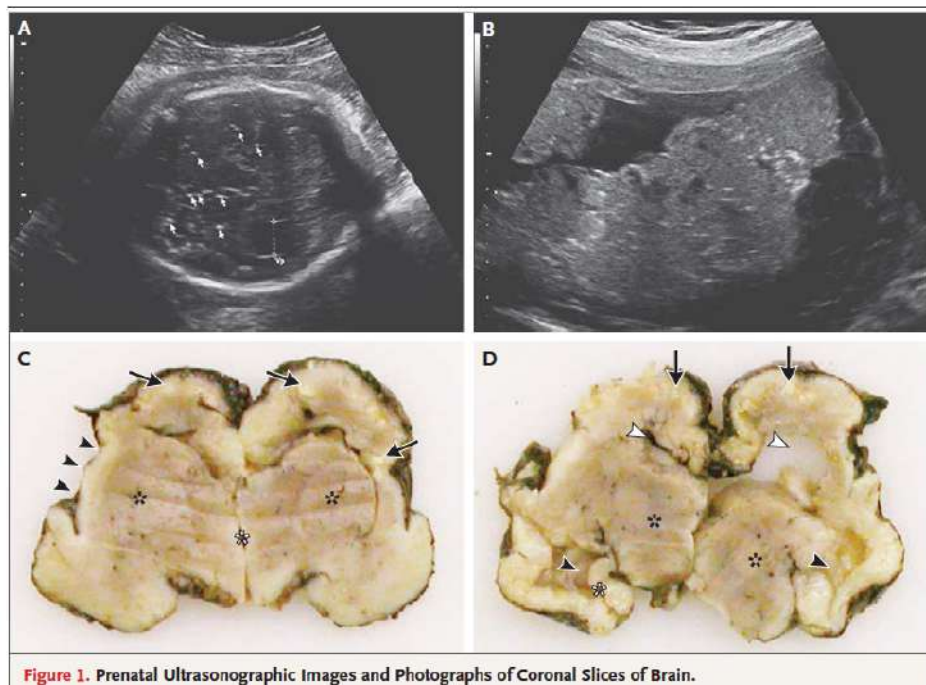 A
B
C
D
Figure 1. Prenatal Ultrasonographic Images and Photographs of Coronal Slices of Brain.